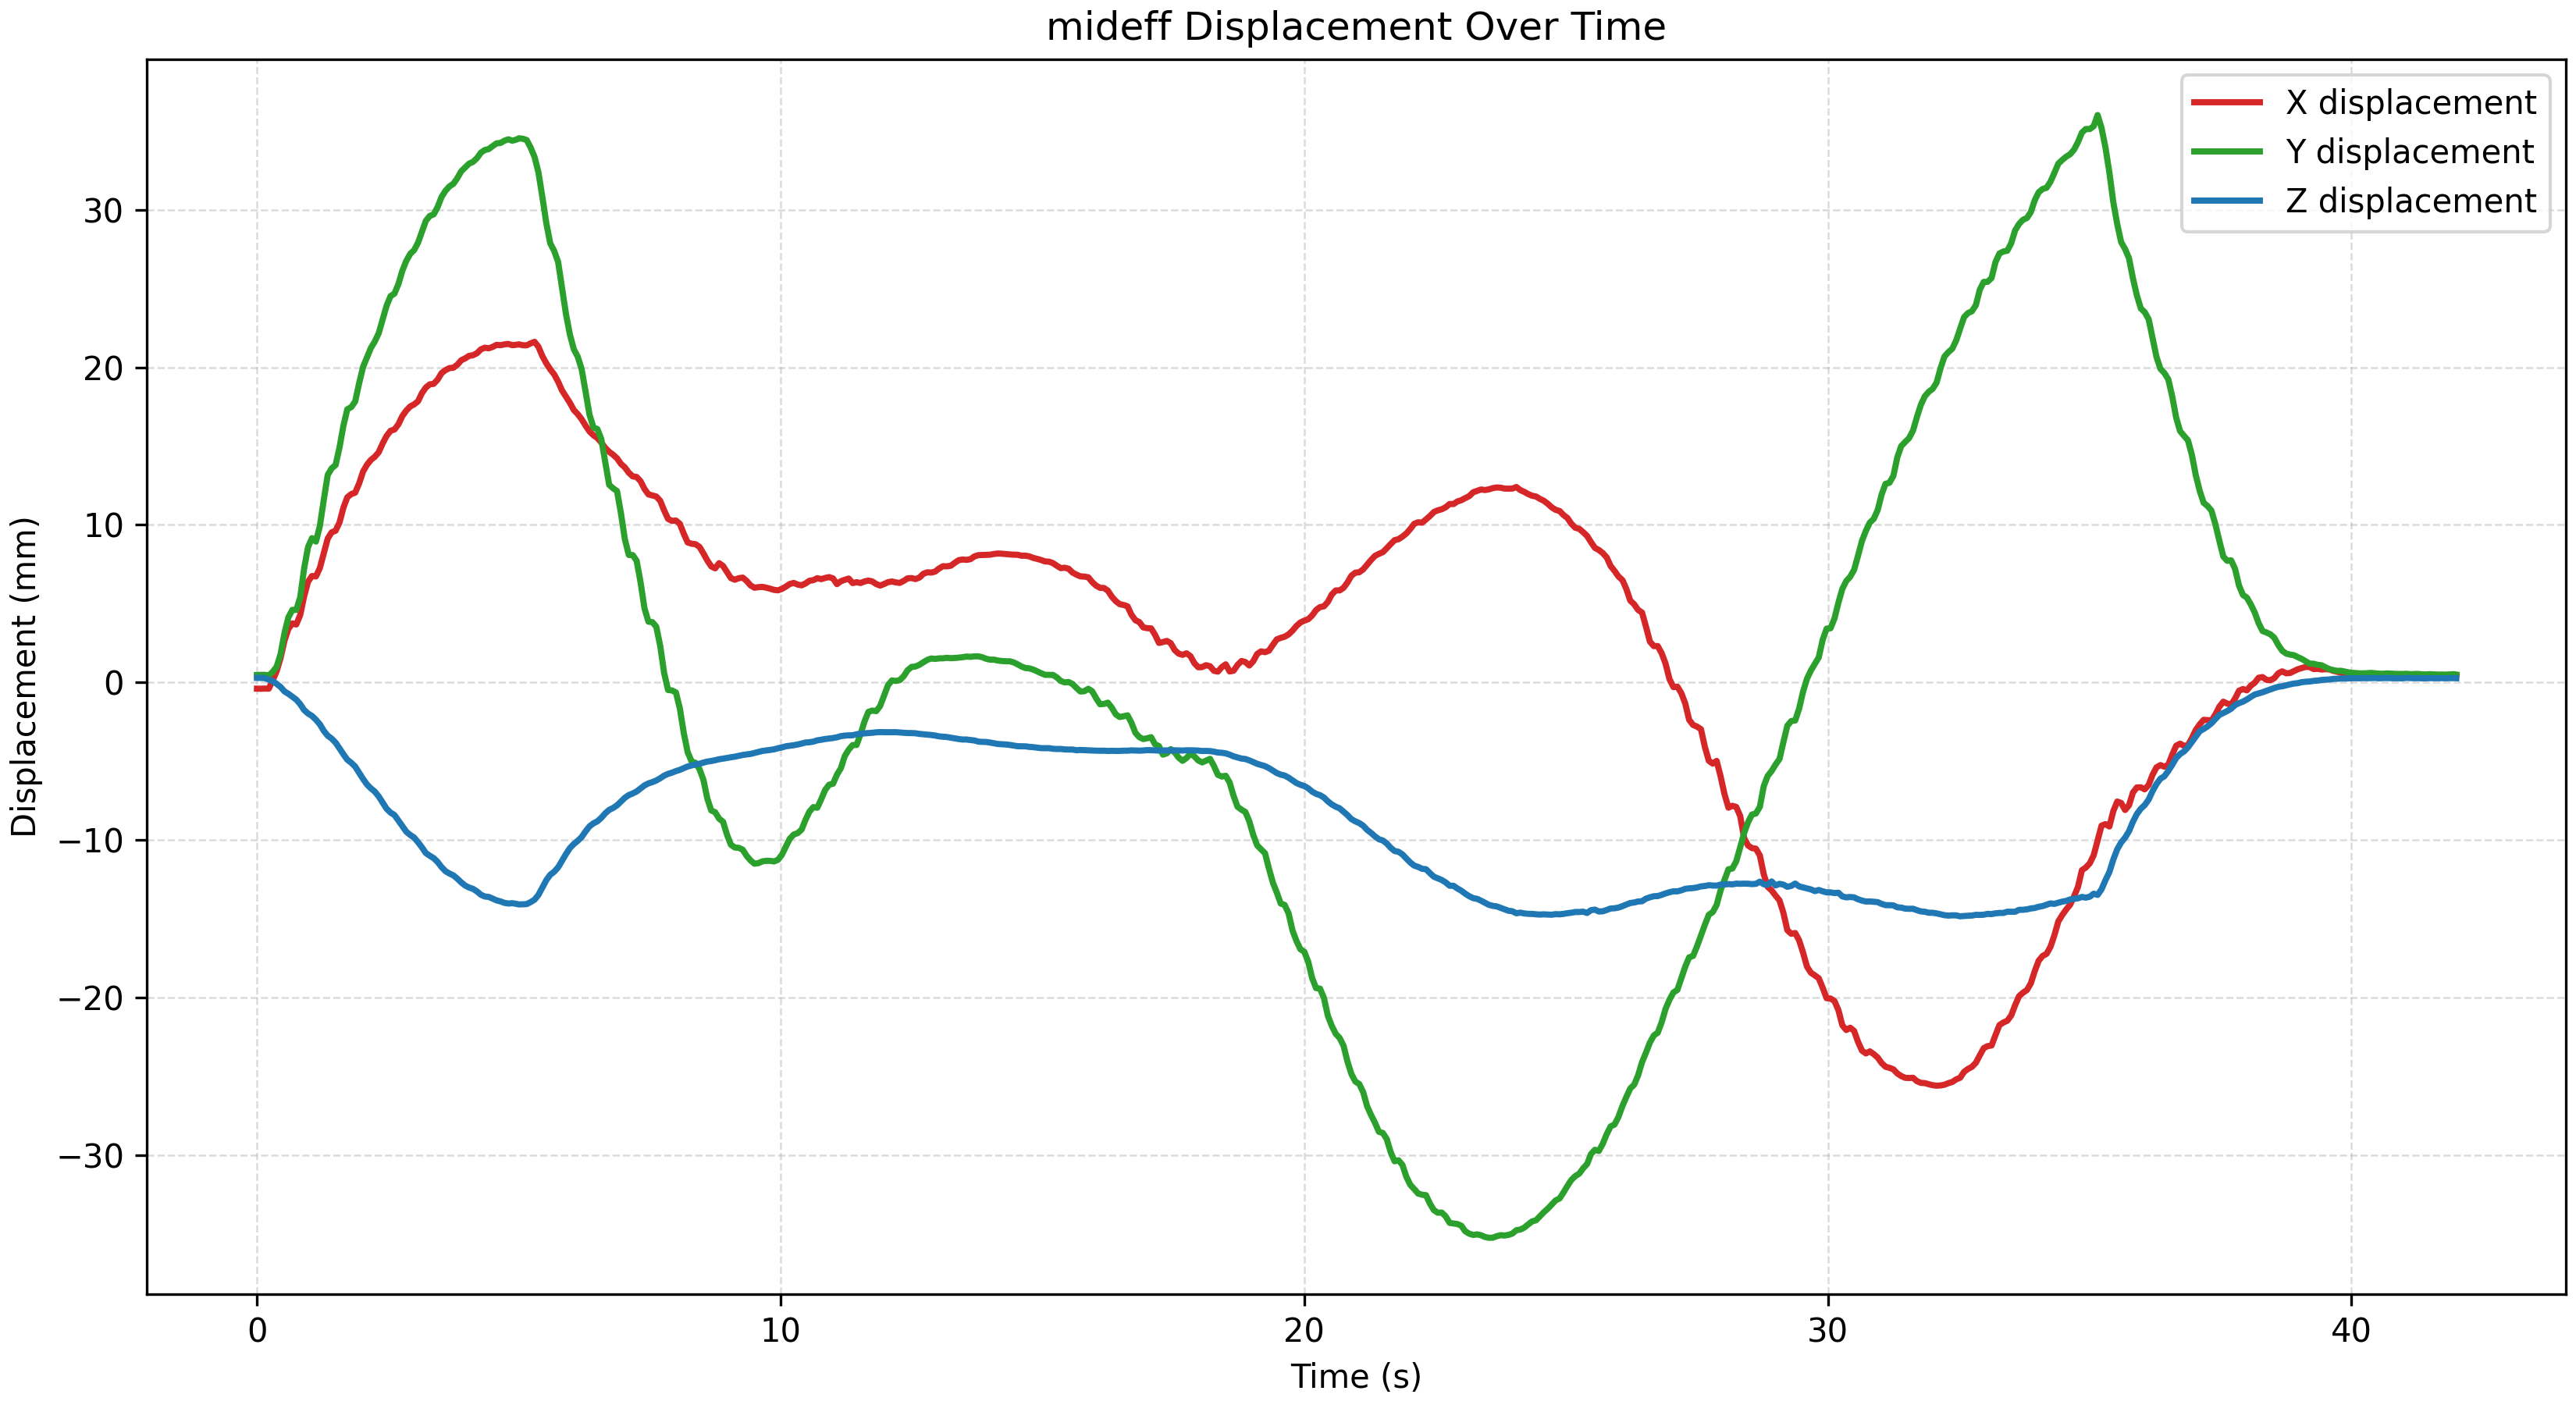 mideff Displacement Over Time
X displacement
Y displacement
Z displacement
Displacement (mm)
30
20
10
0
−10
−20
−30
0
10
20
30
40
Time (s)